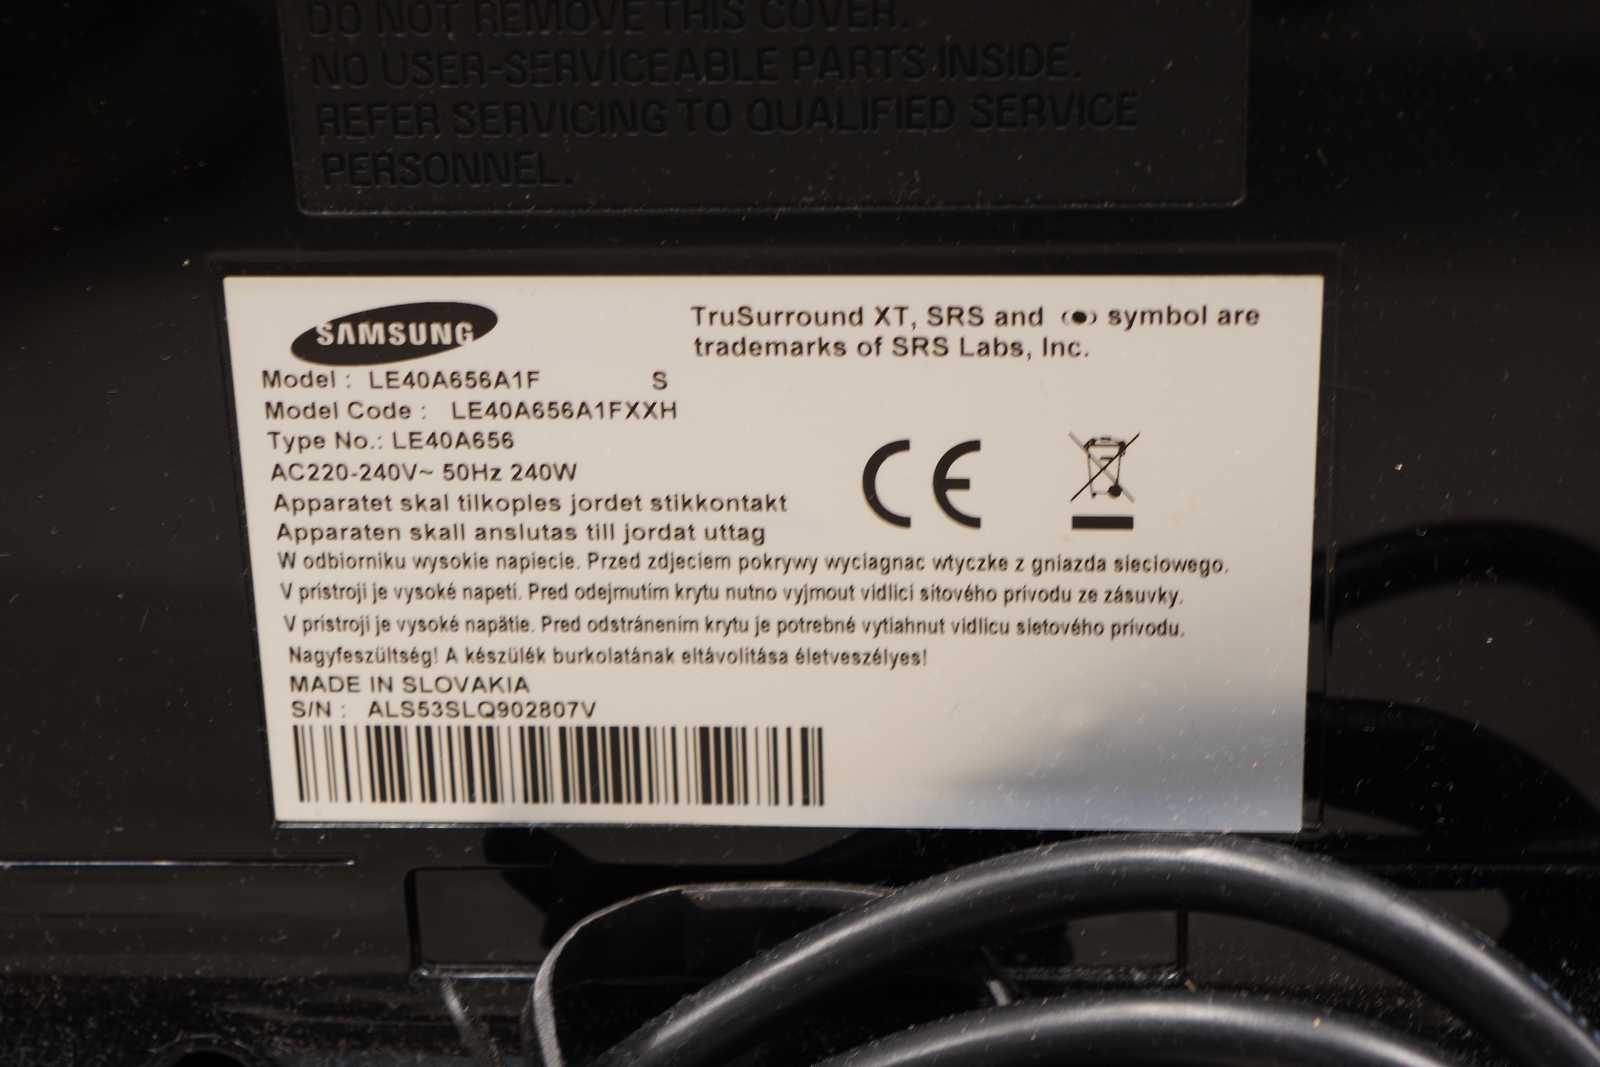 DO NOT REMOVE THIS COVER.
NO USER-SERVICEABLE PARTS INSIDE.
REFER SERVICING TO QUALIFIED SERVICE
PERSONNEL.
SAMSUNG
TruSurround XT, SRS and (●) symbol are
trademarks of SRS Labs, Inc.
Model : LE40A656A1F S
Model Code : LE40A656A1FXXH
Type No.: LE40A656
AC220-240V~ 50Hz 240W
Apparatet skal tilkoples jordet stikkontakt
Apparaten skall anslutas till jordat uttag
CE
W odbiorniku wysokie napiecie. Przed zdjeciem pokrywy wyciagnac wtyczke z gniazda sieciowego.
V prístroji je vysoké napetí. Pred odejmutím krytu nutno vyjmout vidlici sítového prívodu ze zásuvky.
V prístroji je vysoké napätie. Pred odstránením krytu je potrebné vytiahnut vidlicu sietového prívodu.
Nagyfeszültség! A készülék burkolatának eltávolítása életveszélyes!
MADE IN SLOVAKIA
S/N : ALS53SLQ902807V